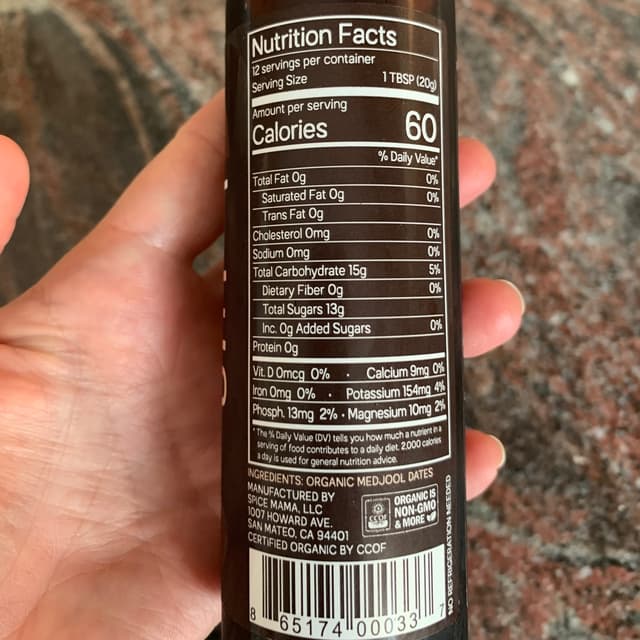 Nutrition Facts
12 servings per container
Serving Size 1 TBSP (20g)
Amount per serving
Calories 60
% Daily Value*
Total Fat 0g 0%
Saturated Fat 0g 0%
Trans Fat 0g
Cholesterol 0mg 0%
Sodium 0mg 0%
Total Carbohydrate 15g 5%
Dietary Fiber 0g 0%
Total Sugars 13g
Inc. 0g Added Sugars 0%
Protein 0g
Vit. D 0mcg 0% · Calcium 9mg 0%
Iron 0mg 0% · Potassium 154mg 4%
Phosph. 13mg 2% · Magnesium 10mg 2%
* The % Daily Value (DV) tells you how much a nutrient in a
serving of food contributes to a daily diet. 2,000 calories
a day is used for general nutrition advice.
INGREDIENTS: ORGANIC MEDJOOL DATES
MANUFACTURED BY
SPICE MAMA, LLC
1007 HOWARD AVE.
SAN MATEO, CA 94401
CERTIFIED ORGANIC BY CCOF
CCOF
ORGANIC IS
NON-GMO
& MORE
NO REFRIGERATION NEEDED
8 65174 00033 7